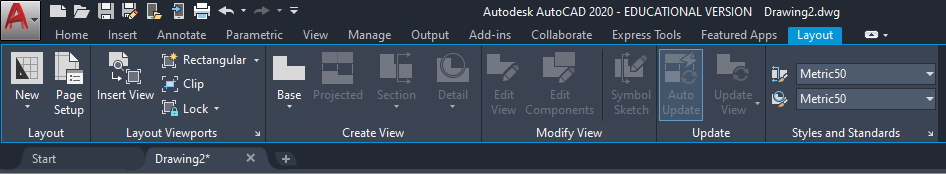 Autodesk AutoCAD 2020 - EDUCATIONAL VERSION Drawing2.dwg
Home Insert Annotate Parametric View Manage Output Add-ins Collaborate Express Tools Featured Apps Layout
New
Page Setup
Layout
Insert View
Rectangular
Clip
Lock
Layout Viewports
Base
Projected
Section
Detail
Create View
Edit View
Edit Components
Symbol Sketch
Modify View
Auto Update
Update View
Update
Metric50
Metric50
Styles and Standards
Start
Drawing2*